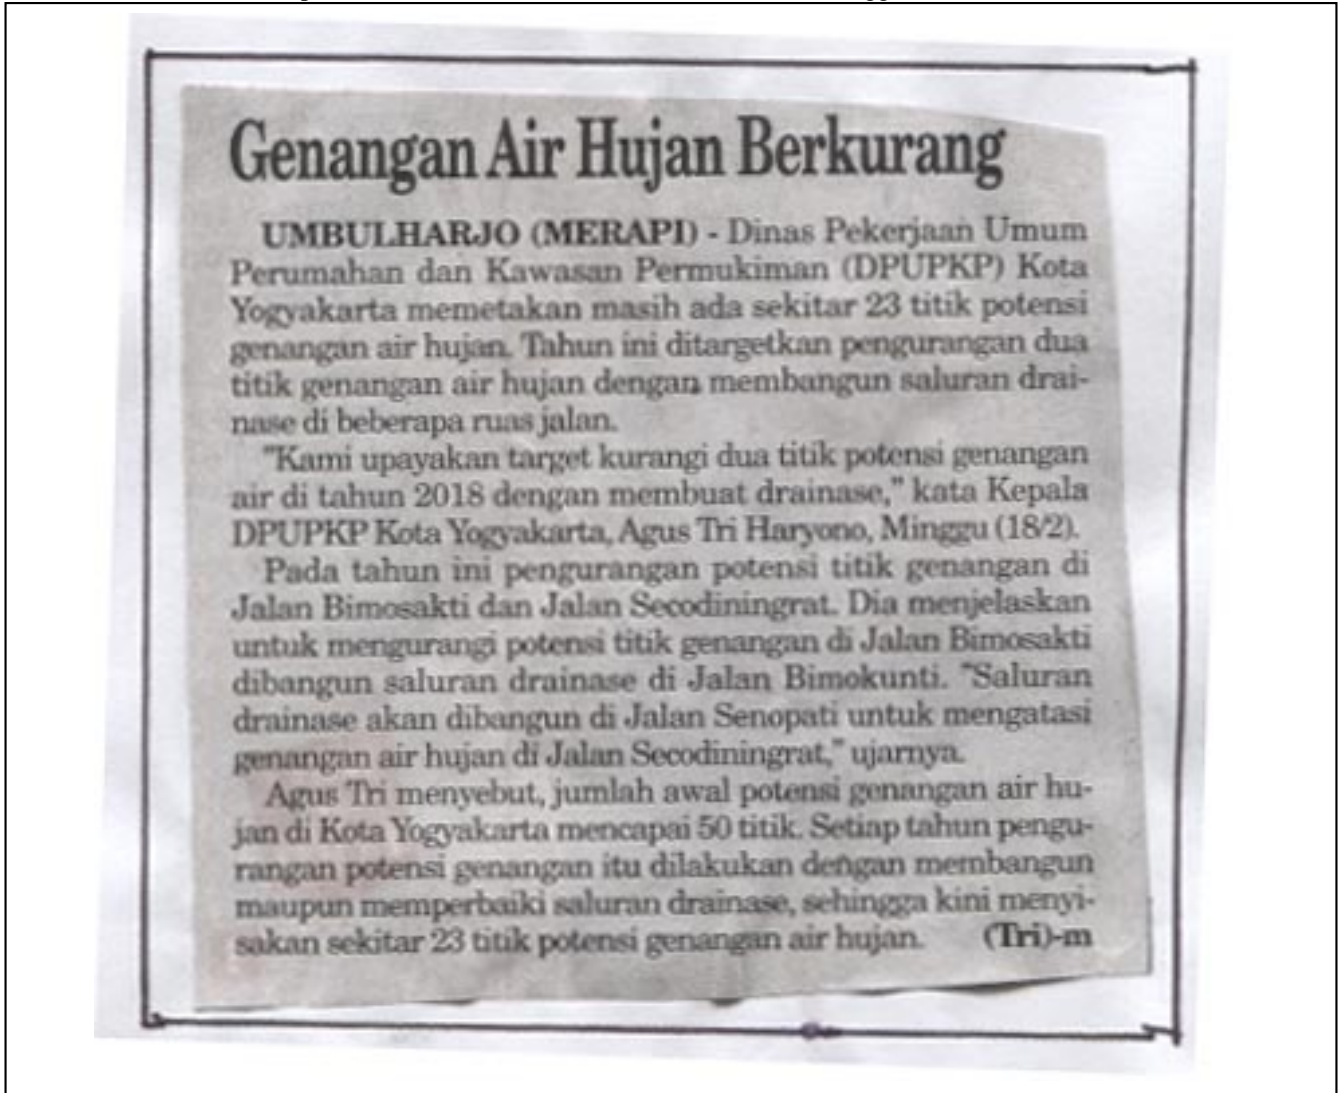 Genangan Air Hujan Berkurang
UMBULHARJO (MERAPI) - Dinas Pekerjaan Umum
Perumahan dan Kawasan Permukiman (DPUPKP) Kota
Yogyakarta memetakan masih ada sekitar 23 titik potensi
genangan air hujan. Tahun ini ditargetkan pengurangan dua
titik genangan air hujan dengan membangun saluran drai-
nase di beberapa ruas jalan.
"Kami upayakan target kurangi dua titik potensi genangan
air di tahun 2018 dengan membuat drainase," kata Kepala
DPUPKP Kota Yogyakarta, Agus Tri Haryono, Minggu (18/2).
Pada tahun ini pengurangan potensi titik genangan di
Jalan Bimosakti dan Jalan Secodiningrat. Dia menjelaskan
untuk mengurangi potensi titik genangan di Jalan Bimosakti
dibangun saluran drainase di Jalan Bimokunti. "Saluran
drainase akan dibangun di Jalan Senopati untuk mengatasi
genangan air hujan di Jalan Secodiningrat," ujarnya.
Agus Tri menyebut, jumlah awal potensi genangan air hu-
jan di Kota Yogyakarta mencapai 50 titik. Setiap tahun pengu-
rangan potensi genangan itu dilakukan dengan membangun
maupun memperbaiki saluran drainase, sehingga kini menyi-
sakan sekitar 23 titik potensi genangan air hujan. (Tri)-m